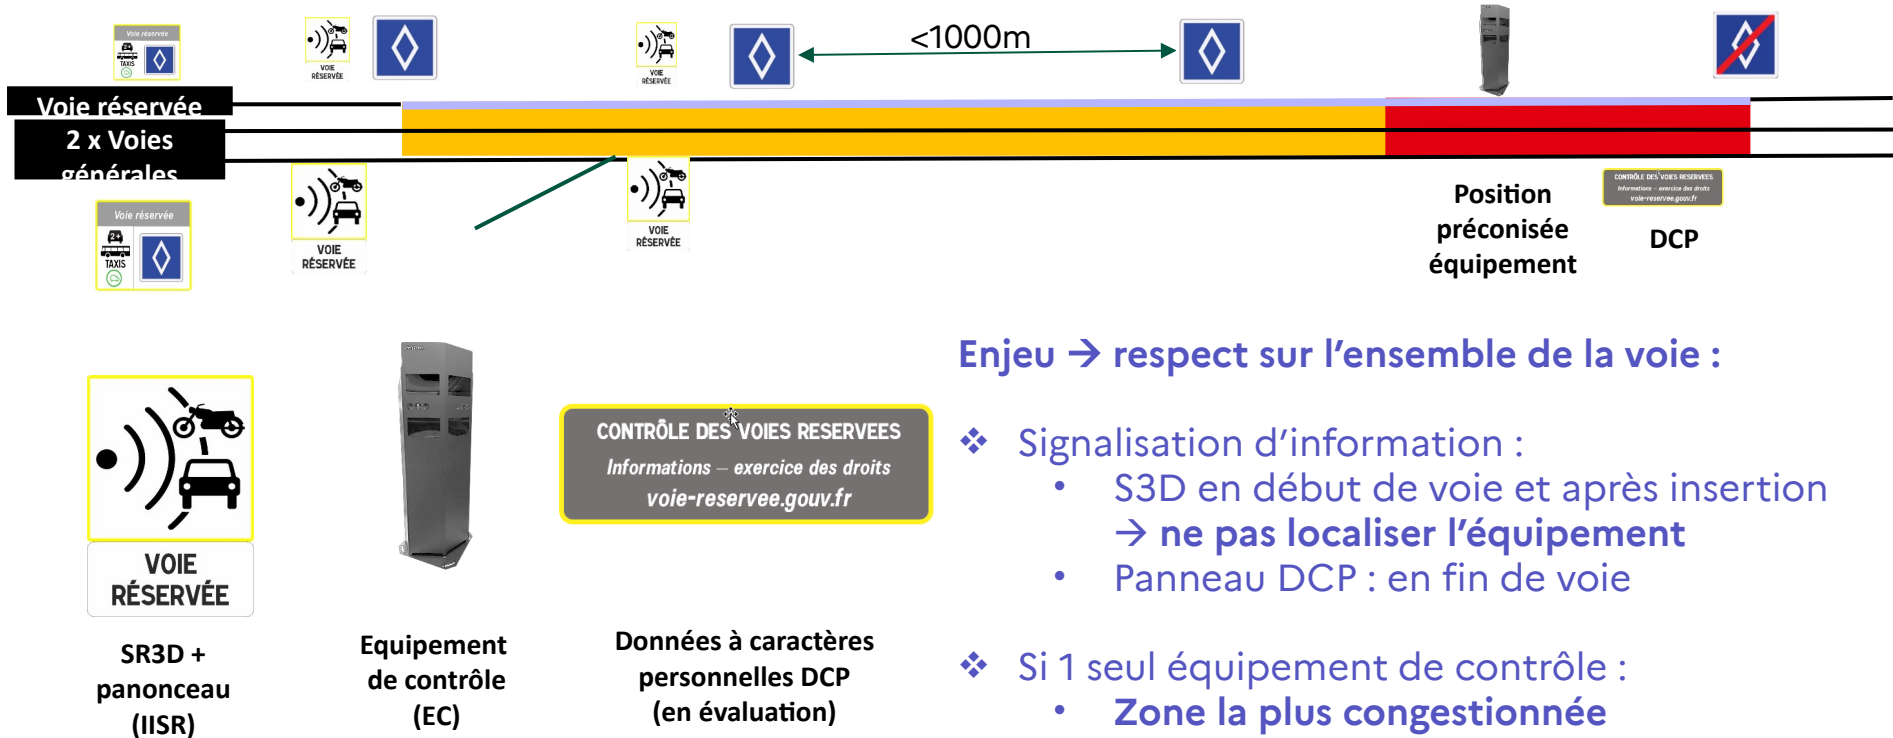 Voie réservée
2+
TAXIS
VOIE
RÉSERVÉE
VOIE
RÉSERVÉE
<1000m
Voie réservée
2 x Voies
générales
Voie réservée
2+
TAXIS
VOIE
RÉSERVÉE
VOIE
RÉSERVÉE
Position
préconisée
équipement
CONTRÔLE DES VOIES RESERVEES
Informations – exercice des droits
voie-reservee.gouv.fr
DCP
VOIE
RÉSERVÉE
SR3D +
panonceau
(IISR)
Equipement
de contrôle
(EC)
CONTRÔLE DES VOIES RESERVEES
Informations – exercice des droits
voie-reservee.gouv.fr
Données à caractères
personnelles DCP
(en évaluation)
Enjeu → respect sur l'ensemble de la voie :
❖ Signalisation d'information :
• S3D en début de voie et après insertion
→ ne pas localiser l'équipement
• Panneau DCP : en fin de voie
❖ Si 1 seul équipement de contrôle :
• Zone la plus congestionnée